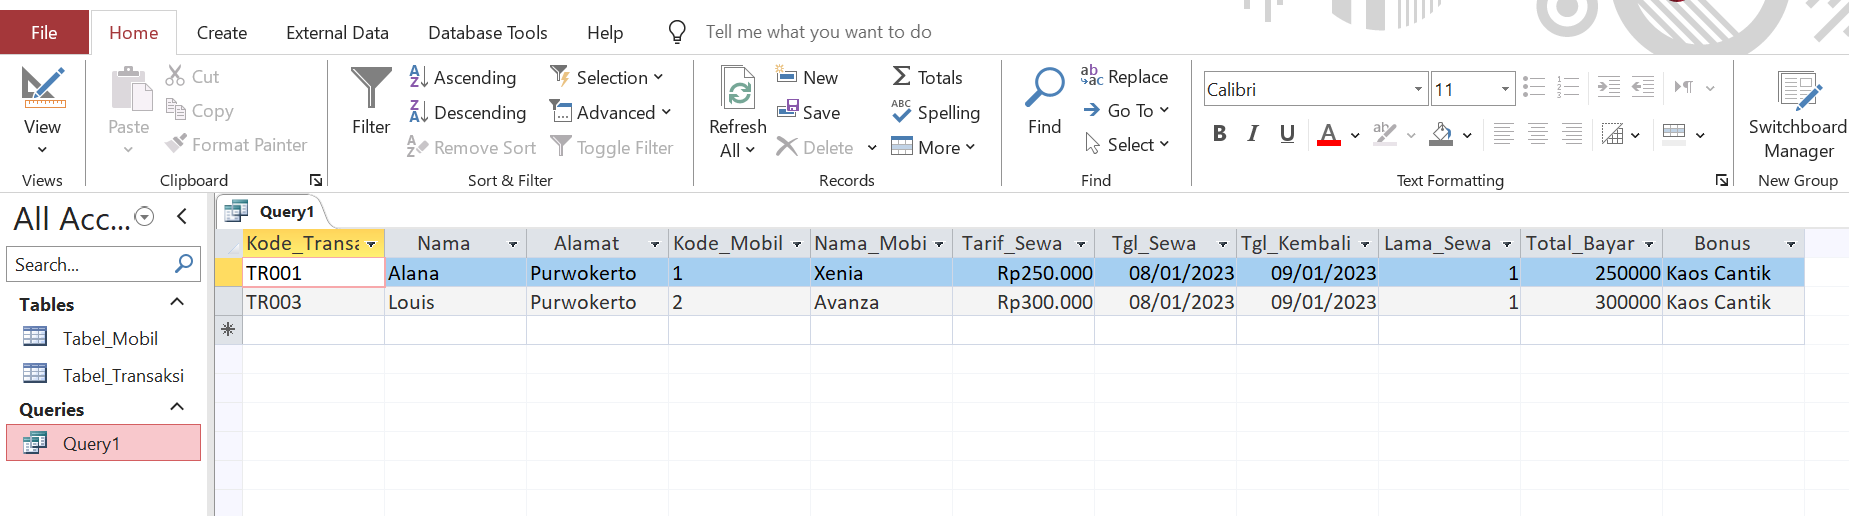 File Home Create External Data Database Tools Help Tell me what you want to do
View
Views
Paste
Cut
Copy
Format Painter
Clipboard
Filter
Ascending
Descending
Remove Sort
Selection
Advanced
Toggle Filter
Sort & Filter
Refresh
All
New
Save
Delete
Totals
Spelling
More
Records
Find
Replace
Go To
Select
Find
Calibri 11
B I U A
Text Formatting
Switchboard
Manager
New Group
All Acc...
Search...
Tables
Tabel_Mobil
Tabel_Transaksi
Queries
Query1
Query1
Kode_Transa Nama Alamat Kode_Mobil Nama_Mobi Tarif_Sewa Tgl_Sewa Tgl_Kembali Lama_Sewa Total_Bayar Bonus
TR001 Alana Purwokerto 1 Xenia Rp250.000 08/01/2023 09/01/2023 1 250000 Kaos Cantik
TR003 Louis Purwokerto 2 Avanza Rp300.000 08/01/2023 09/01/2023 1 300000 Kaos Cantik